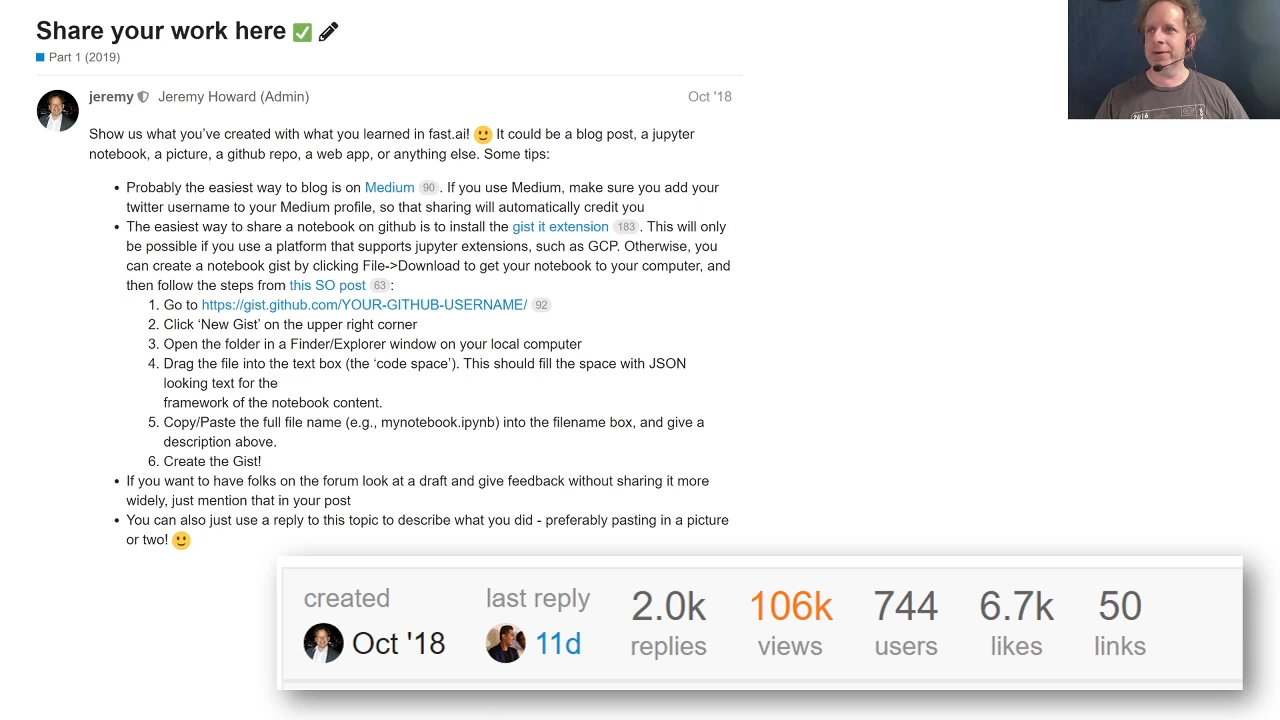 Share your work here
Part 1 (2019)
jeremy Jeremy Howard (Admin) Oct '18
Show us what you’ve created with what you learned in fast.ai! It could be a blog post, a jupyter
notebook, a picture, a github repo, a web app, or anything else. Some tips:
• Probably the easiest way to blog is on Medium 90 . If you use Medium, make sure you add your
twitter username to your Medium profile, so that sharing will automatically credit you
• The easiest way to share a notebook on github is to install the gist it extension 183 . This will only
be possible if you use a platform that supports jupyter extensions, such as GCP. Otherwise, you
can create a notebook gist by clicking File->Download to get your notebook to your computer, and
then follow the steps from this SO post 63 :
1. Go to https://gist.github.com/YOUR-GITHUB-USERNAME/ 92
2. Click ‘New Gist’ on the upper right corner
3. Open the folder in a Finder/Explorer window on your local computer
4. Drag the file into the text box (the ‘code space’). This should fill the space with JSON
looking text for the
framework of the notebook content.
5. Copy/Paste the full file name (e.g., mynotebook.ipynb) into the filename box, and give a
description above.
6. Create the Gist!
• If you want to have folks on the forum look at a draft and give feedback without sharing it more
widely, just mention that in your post
• You can also just use a reply to this topic to describe what you did - preferably pasting in a picture
or two!
created last reply 2.0k 106k 744 6.7k 50
Oct '18 11d replies views users likes links
2016